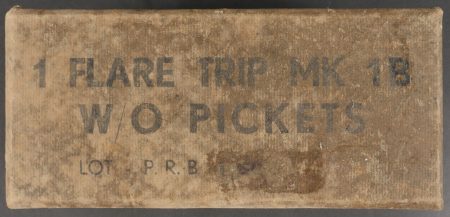 1 FLARE TRIP MK 1B
W/O PICKETS
LOT - P.R.B